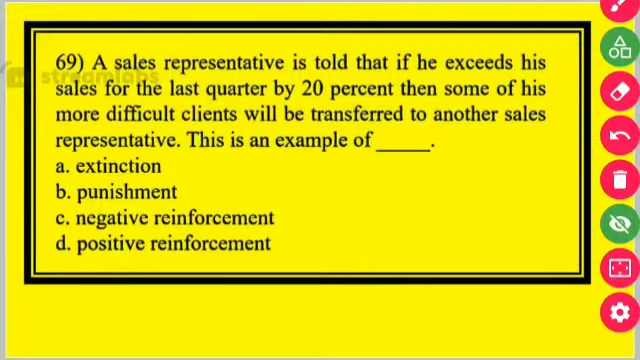 streamlabs
69) A sales representative is told that if he exceeds his
sales for the last quarter by 20 percent then some of his
more difficult clients will be transferred to another sales
representative. This is an example of _____.
a. extinction
b. punishment
c. negative reinforcement
d. positive reinforcement